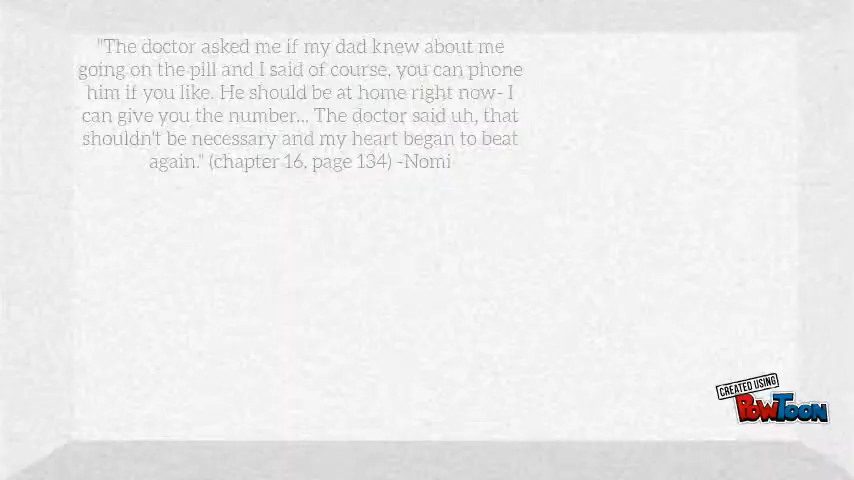 "The doctor asked me if my dad knew about me
going on the pill and I said of course, you can phone
him if you like. He should be at home right now- I
can give you the number... The doctor said uh, that
shouldn't be necessary and my heart began to beat
again." (chapter 16, page 134) -Nomi
CREATED USING
POWTOON